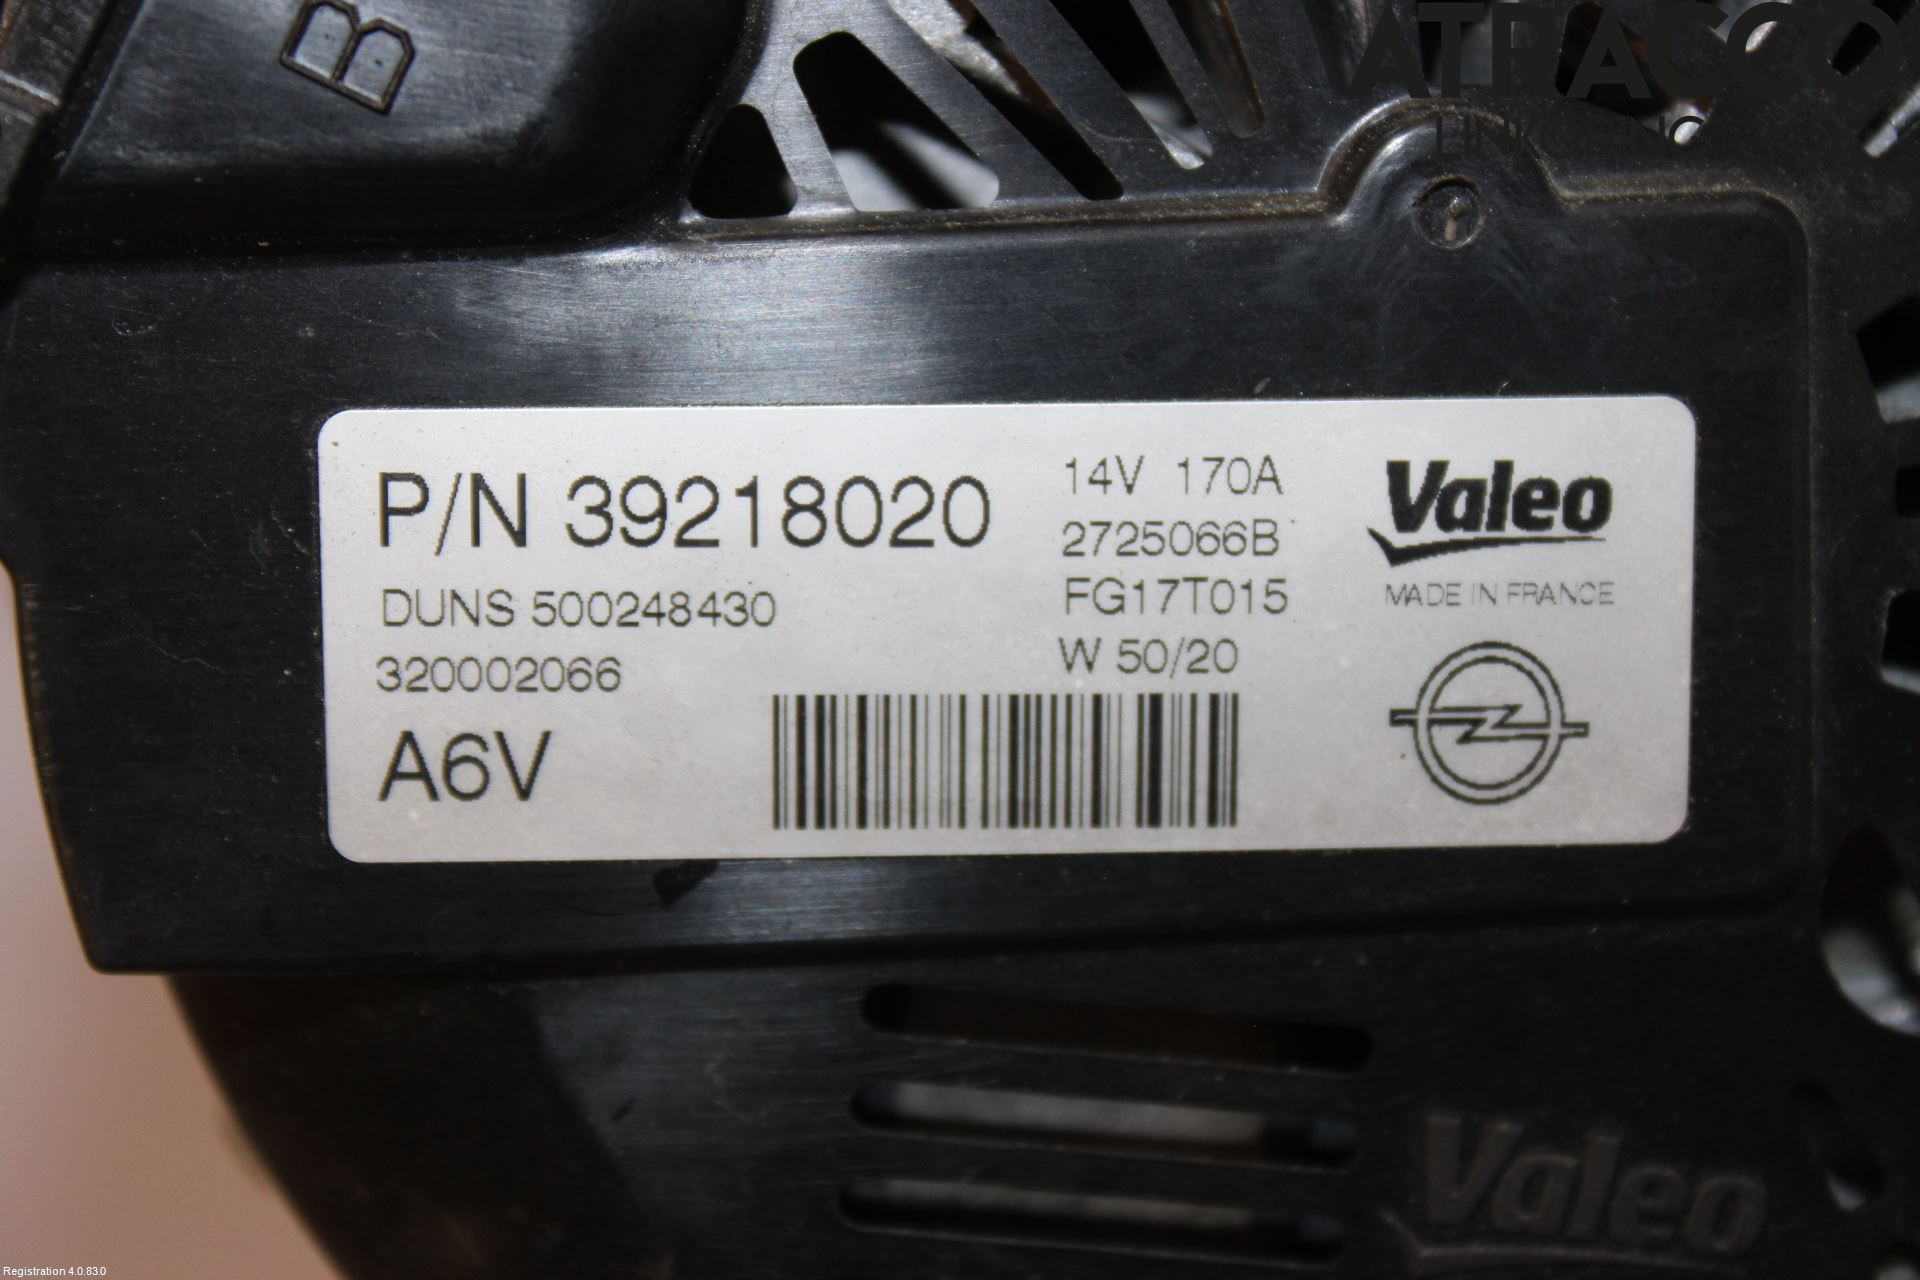 B
ATRACCO
LINKÖPING
P/N 39218020
DUNS 500248430
320002066
A6V
14V 170A
2725066B
FG17T015
W 50/20
Valeo
MADE IN FRANCE
Valeo
Registration 4.0.83.0